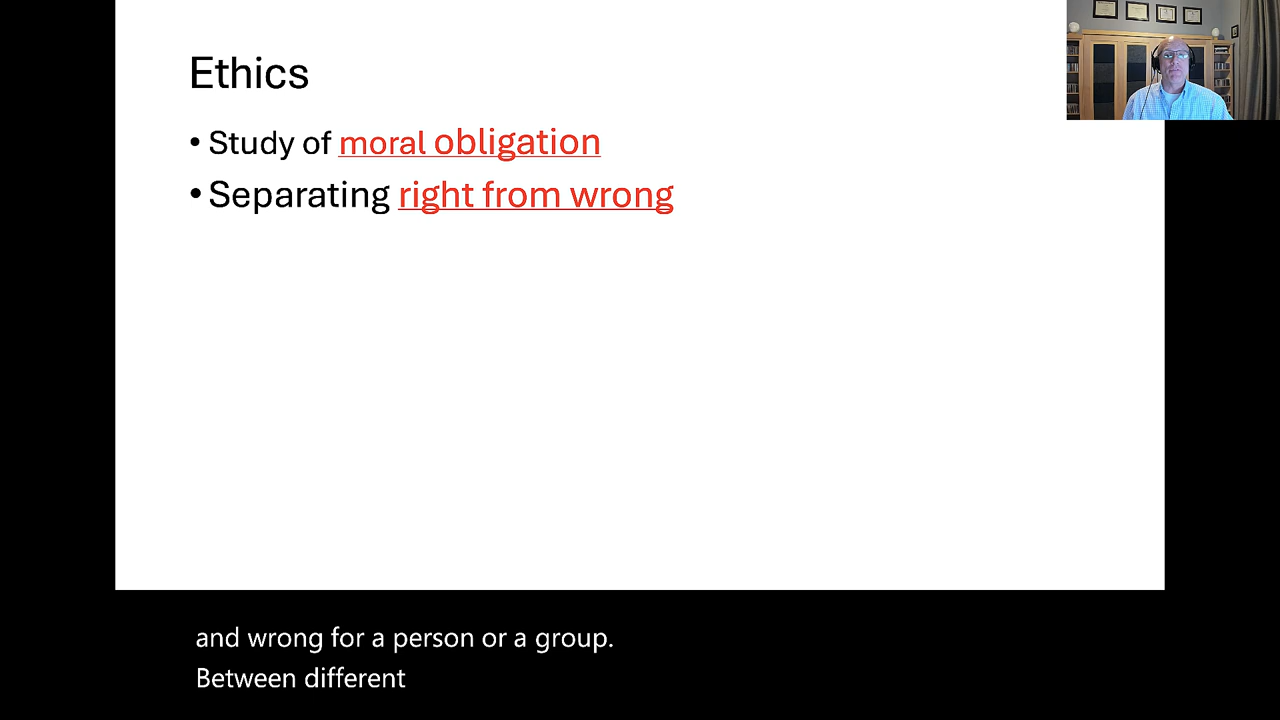 Ethics
• Study of moral obligation
• Separating right from wrong
and wrong for a person or a group.
Between different